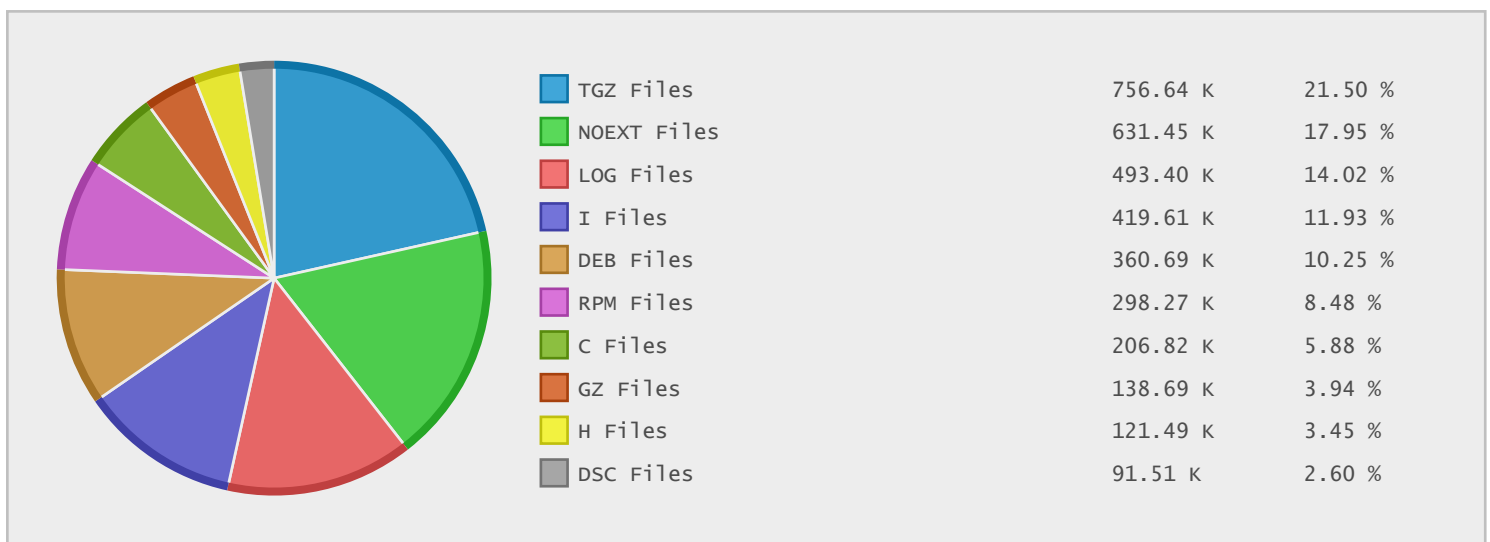 TGZ Files 756.64 K 21.50 %
NOEXT Files 631.45 K 17.95 %
LOG Files 493.40 K 14.02 %
I Files 419.61 K 11.93 %
DEB Files 360.69 K 10.25 %
RPM Files 298.27 K 8.48 %
C Files 206.82 K 5.88 %
GZ Files 138.69 K 3.94 %
H Files 121.49 K 3.45 %
DSC Files 91.51 K 2.60 %